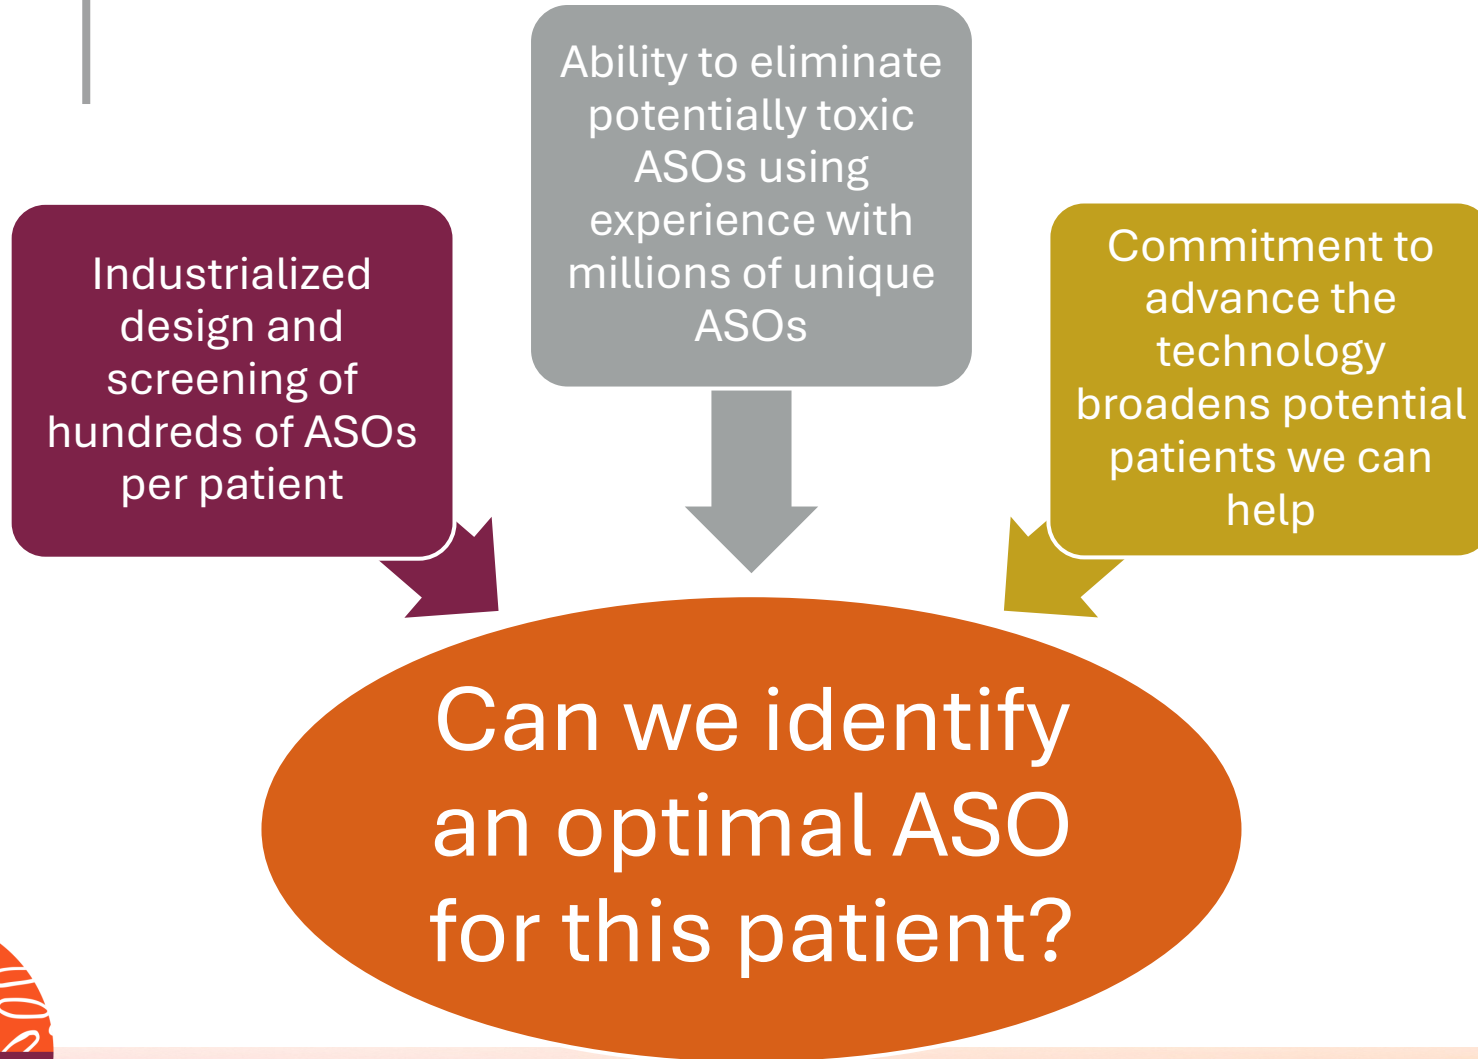 Ability to eliminate
potentially toxic
ASOs using
experience with
millions of unique
ASOs
Industrialized
design and
screening of
hundreds of ASOs
per patient
Commitment to
advance the
technology
broadens potential
patients we can
help
Can we identify
an optimal ASO
for this patient?